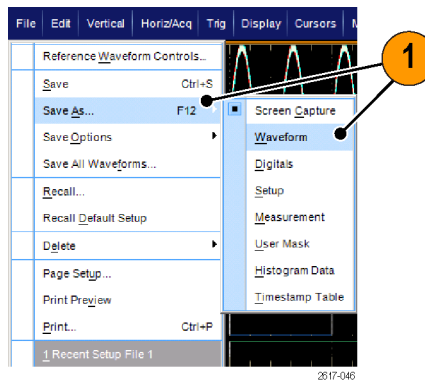 File Edit Vertical Horiz/Acq Trig Display Cursors
Reference Waveform Controls...
Save Ctrl+S
Save As... F12
Save Options
Save All Waveforms...
Recall...
Recall Default Setup
Delete
Page Setup...
Print Preview
Print... Ctrl+P
1 Recent Setup File 1
Screen Capture
Waveform
Digitals
Setup
Measurement
User Mask
Histogram Data
Timestamp Table
1
2617-046